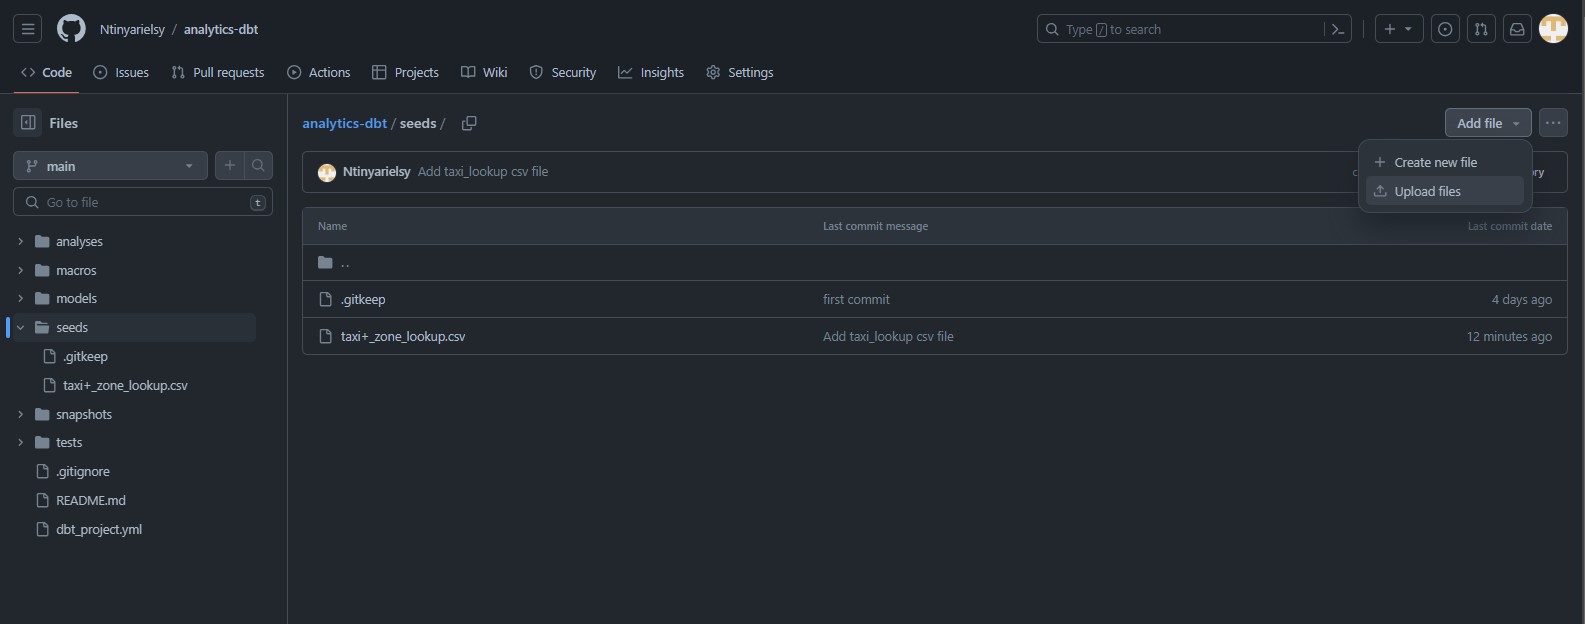 Ntinyarielsy / analytics-dbt
Type / to search
Code
Issues
Pull requests
Actions
Projects
Wiki
Security
Insights
Settings
Files
main
Go to file
t
analyses
macros
models
seeds
.gitkeep
taxi+_zone_lookup.csv
snapshots
tests
.gitignore
README.md
dbt_project.yml
analytics-dbt / seeds /
Add file
Create new file
Upload files
Ntinyarielsy Add taxi_lookup csv file
Name Last commit message Last commit date
..
.gitkeep first commit 4 days ago
taxi+_zone_lookup.csv Add taxi_lookup csv file 12 minutes ago